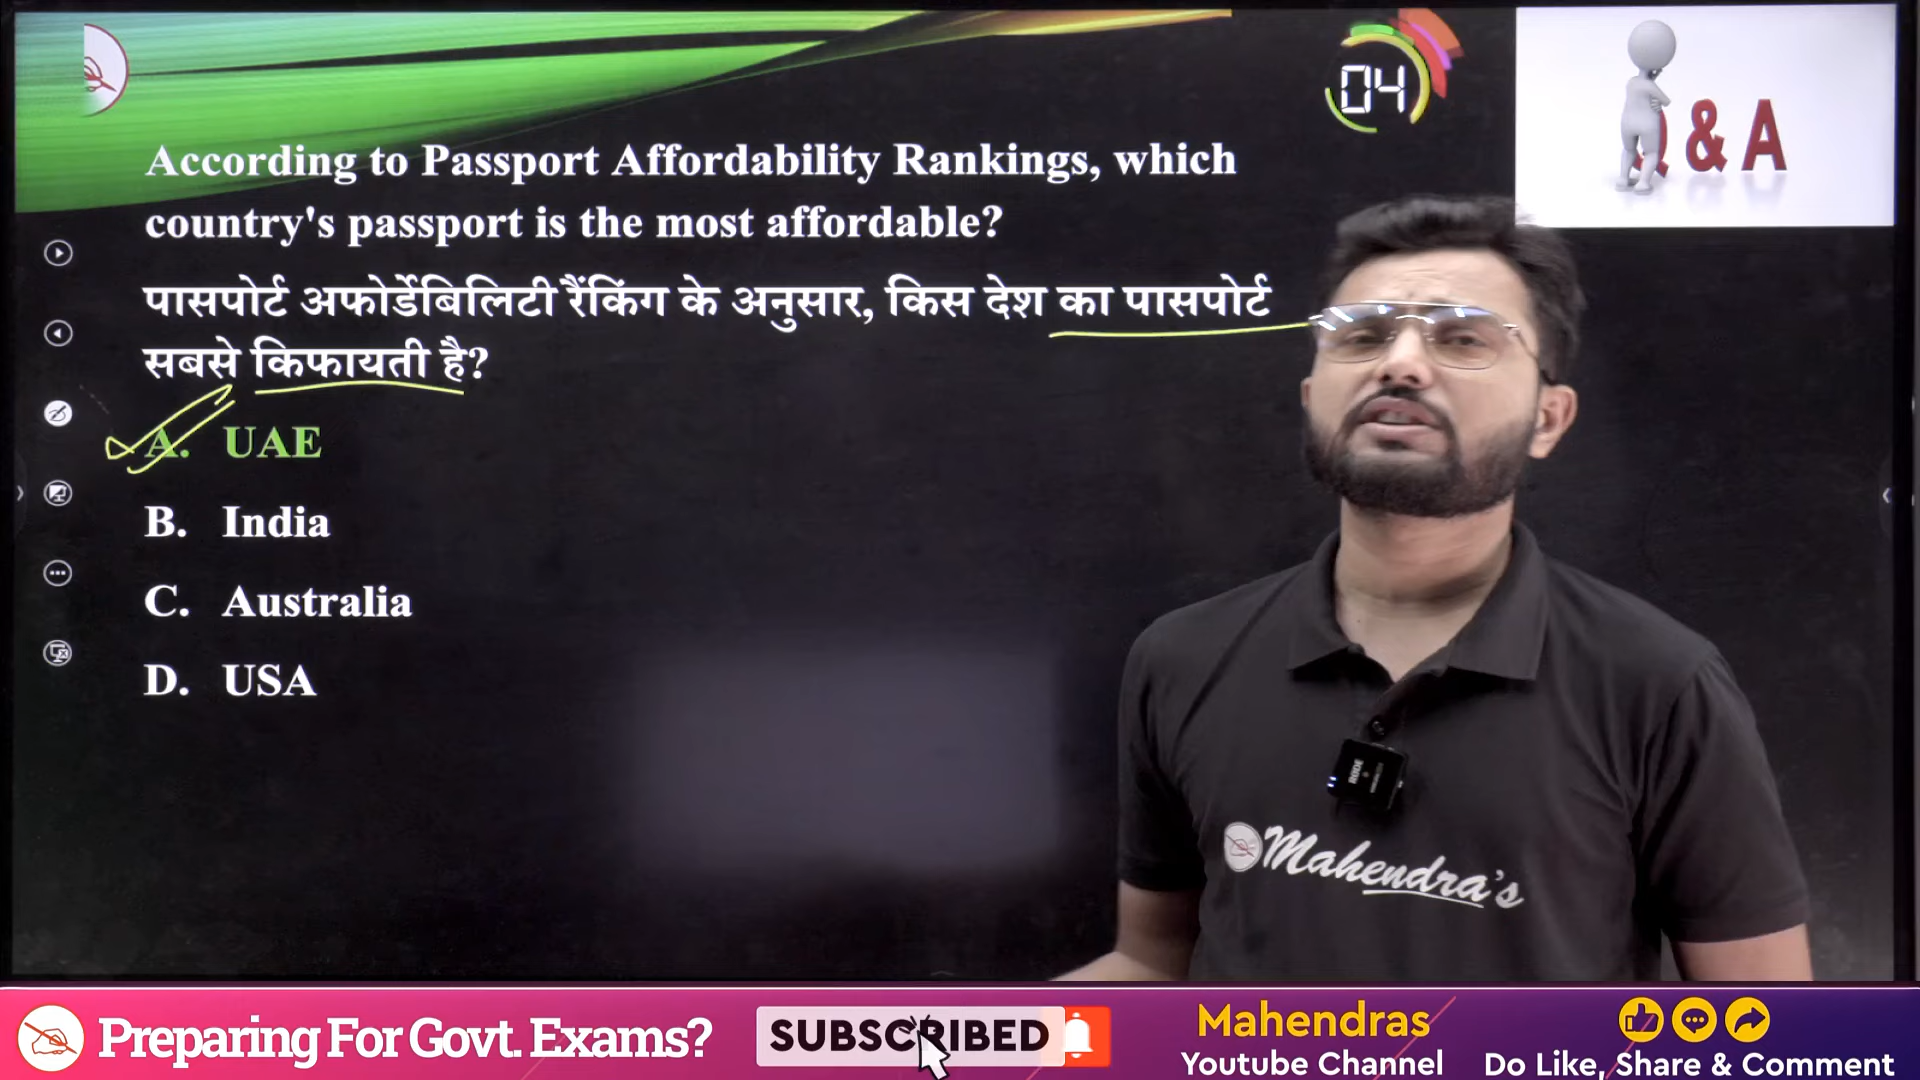 04
Q & A
According to Passport Affordability Rankings, which
country's passport is the most affordable?
पासपोर्ट अफोर्डेबिलिटी रैंकिंग के अनुसार, किस देश का पासपोर्ट
सबसे किफायती है?
A. UAE
B. India
C. Australia
D. USA
RODE
Mahendra's
Preparing For Govt. Exams?
SUBSCRIBED
Mahendras
Youtube Channel
Do Like, Share & Comment